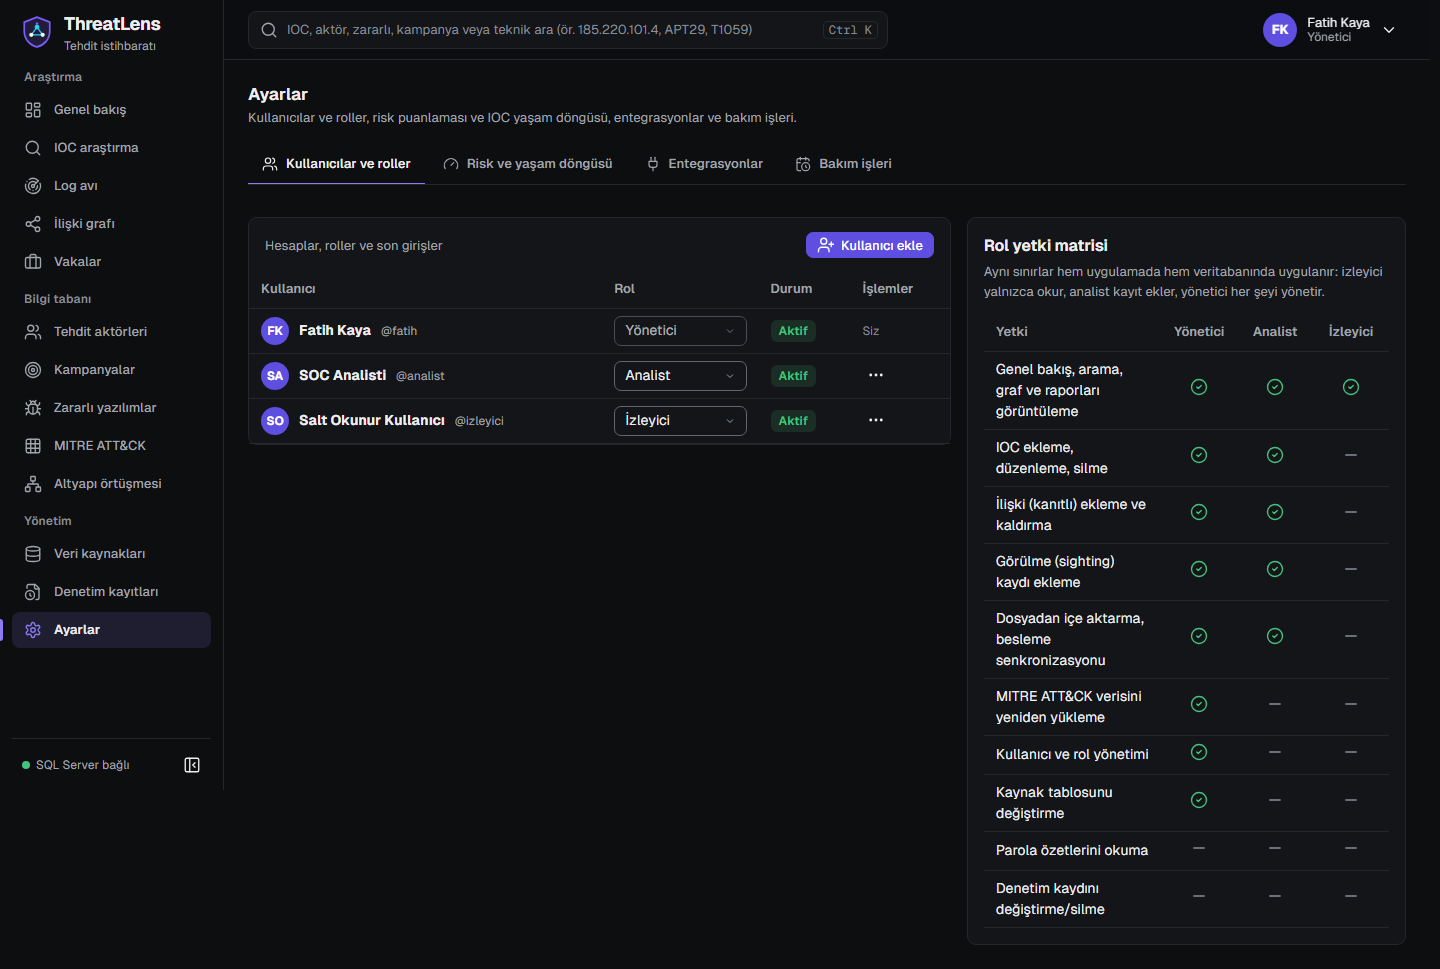 ThreatLens
Tehdit istihbaratı
Araştırma
Genel bakış
IOC araştırma
Log avı
İlişki grafı
Vakalar
Bilgi tabanı
Tehdit aktörleri
Kampanyalar
Zararlı yazılımlar
MITRE ATT&CK
Altyapı örtüşmesi
Yönetim
Veri kaynakları
Denetim kayıtları
Ayarlar
SQL Server bağlı
IOC, aktör, zararlı, kampanya veya teknik ara (ör. 185.220.101.4, APT29, T1059)
Ctrl K
FK
Fatih Kaya
Yönetici
Ayarlar
Kullanıcılar ve roller, risk puanlaması ve IOC yaşam döngüsü, entegrasyonlar ve bakım işleri.
Kullanıcılar ve roller
Risk ve yaşam döngüsü
Entegrasyonlar
Bakım işleri
Hesaplar, roller ve son girişler
Kullanıcı ekle
Kullanıcı Rol Durum İşlemler
FK Fatih Kaya @fatih Yönetici Aktif Siz
SA SOC Analisti @analist Analist Aktif
SO Salt Okunur Kullanıcı @izleyici İzleyici Aktif
Rol yetki matrisi
Aynı sınırlar hem uygulamada hem veritabanında uygulanır: izleyici
yalnızca okur, analist kayıt ekler, yönetici her şeyi yönetir.
Yetki Yönetici Analist İzleyici
Genel bakış, arama,
graf ve raporları
görüntüleme
IOC ekleme,
düzenleme, silme
—
İlişki (kanıtlı) ekleme ve
kaldırma
—
Görülme (sighting)
kaydı ekleme
—
Dosyadan içe aktarma,
besleme
senkronizasyonu
—
MITRE ATT&CK verisini
yeniden yükleme
— —
Kullanıcı ve rol yönetimi — —
Kaynak tablosunu
değiştirme
— —
Parola özetlerini okuma — — —
Denetim kaydını
değiştirme/silme
— — —